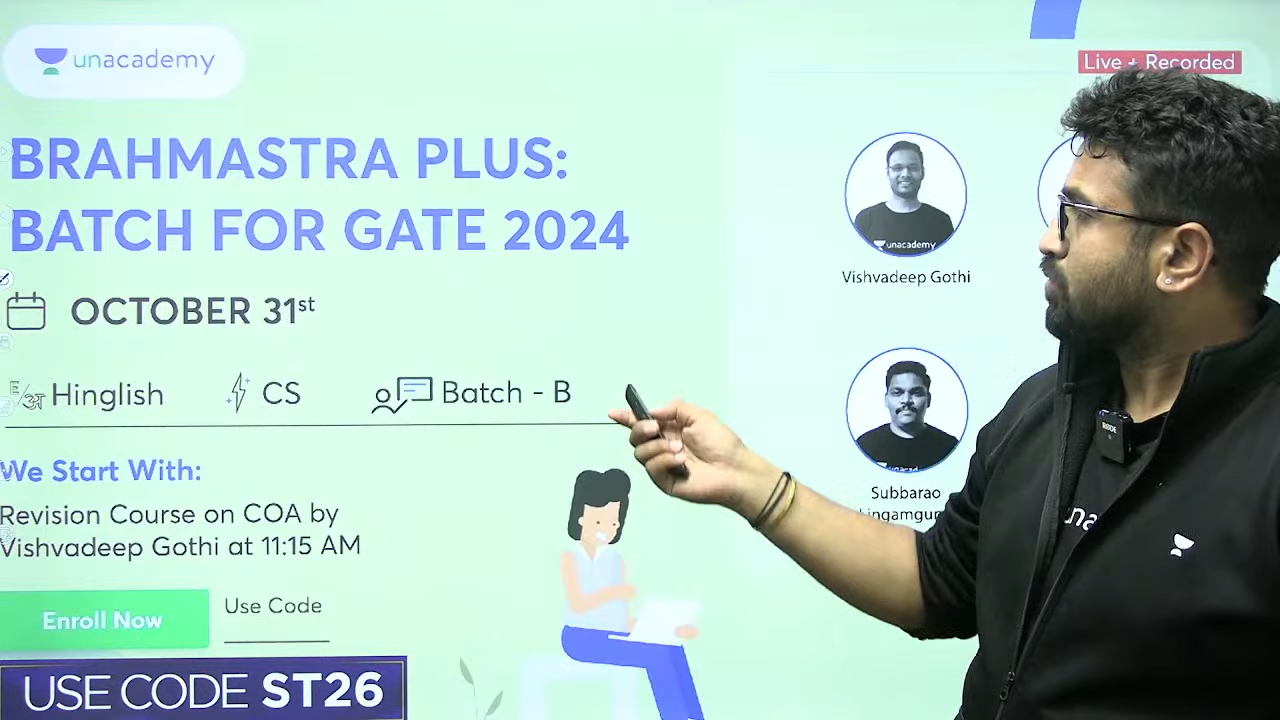 unacademy
Live + Recorded
BRAHMASTRA PLUS:
BATCH FOR GATE 2024
OCTOBER 31st
E/अ Hinglish
CS
Batch - B
We Start With:
Revision Course on COA by
Vishvadeep Gothi at 11:15 AM
Enroll Now
Use Code
USE CODE ST26
unacademy
Vishvadeep Gothi
Subbarao
RODE